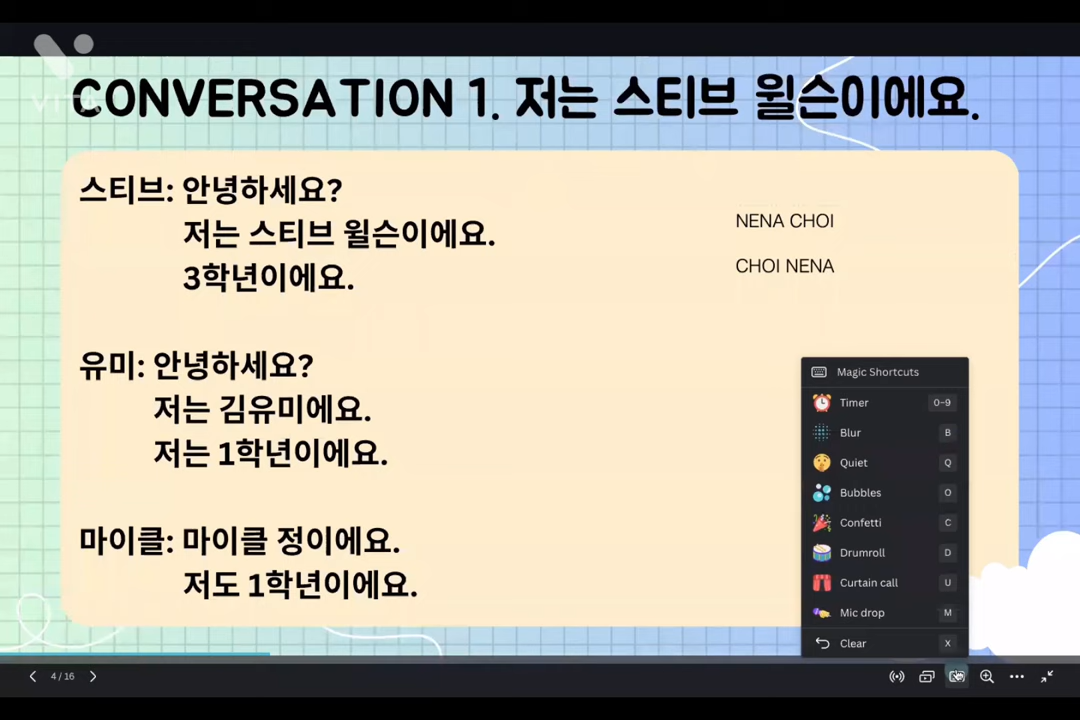 CONVERSATION 1. 저는 스티브 윌슨이에요.
스티브: 안녕하세요?
저는 스티브 윌슨이에요.
3학년이에요.
유미: 안녕하세요?
저는 김유미에요.
저는 1학년이에요.
마이클: 마이클 정이에요.
저도 1학년이에요.
NENA CHOI
CHOI NENA
Magic Shortcuts
Timer 0-9
Blur B
Quiet Q
Bubbles O
Confetti C
Drumroll D
Curtain call U
Mic drop M
Clear X
4 / 16